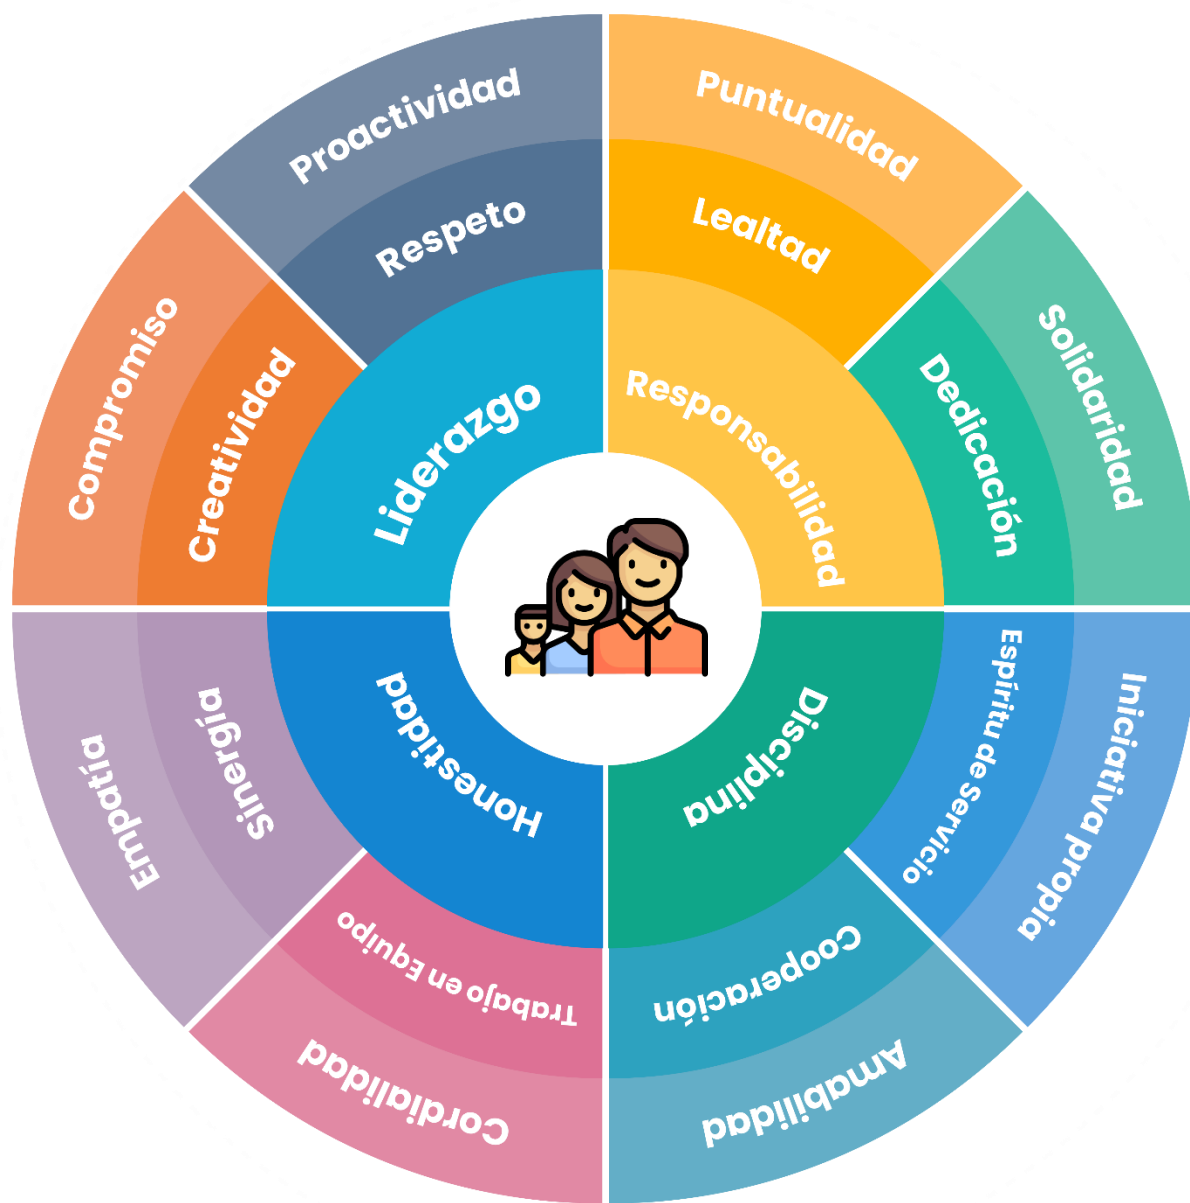 Proactividad
Puntualidad
Respeto
Lealtad
Compromiso
Creatividad
Liderazgo
Responsabilidad
Dedicación
Solidaridad
Empatía
Sinergía
Honestidad
Disciplina
Espíritu de Servicio
Iniciativa propia
Trabajo en Equipo
Cooperación
Cordialidad
Amabilidad